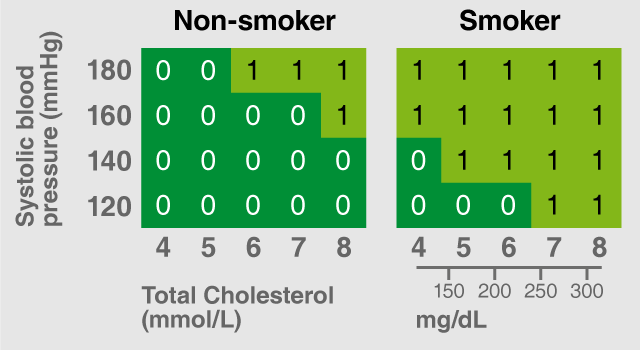 Non-smoker Smoker
Systolic blood
pressure (mmHg)
180 0 0 1 1 1 1 1 1 1 1
160 0 0 0 0 1 1 1 1 1 1
140 0 0 0 0 0 0 1 1 1 1
120 0 0 0 0 0 0 0 0 1 1
4 5 6 7 8 4 5 6 7 8
150 200 250 300
Total Cholesterol
(mmol/L)
mg/dL